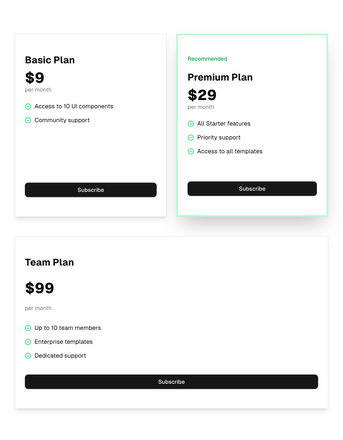 Basic Plan
$9
per month
Access to 10 UI components
Community support
Subscribe
Recommended
Premium Plan
$29
per month
All Starter features
Priority support
Access to all templates
Subscribe
Team Plan
$99
per month
Up to 10 team members
Enterprise templates
Dedicated support
Subscribe